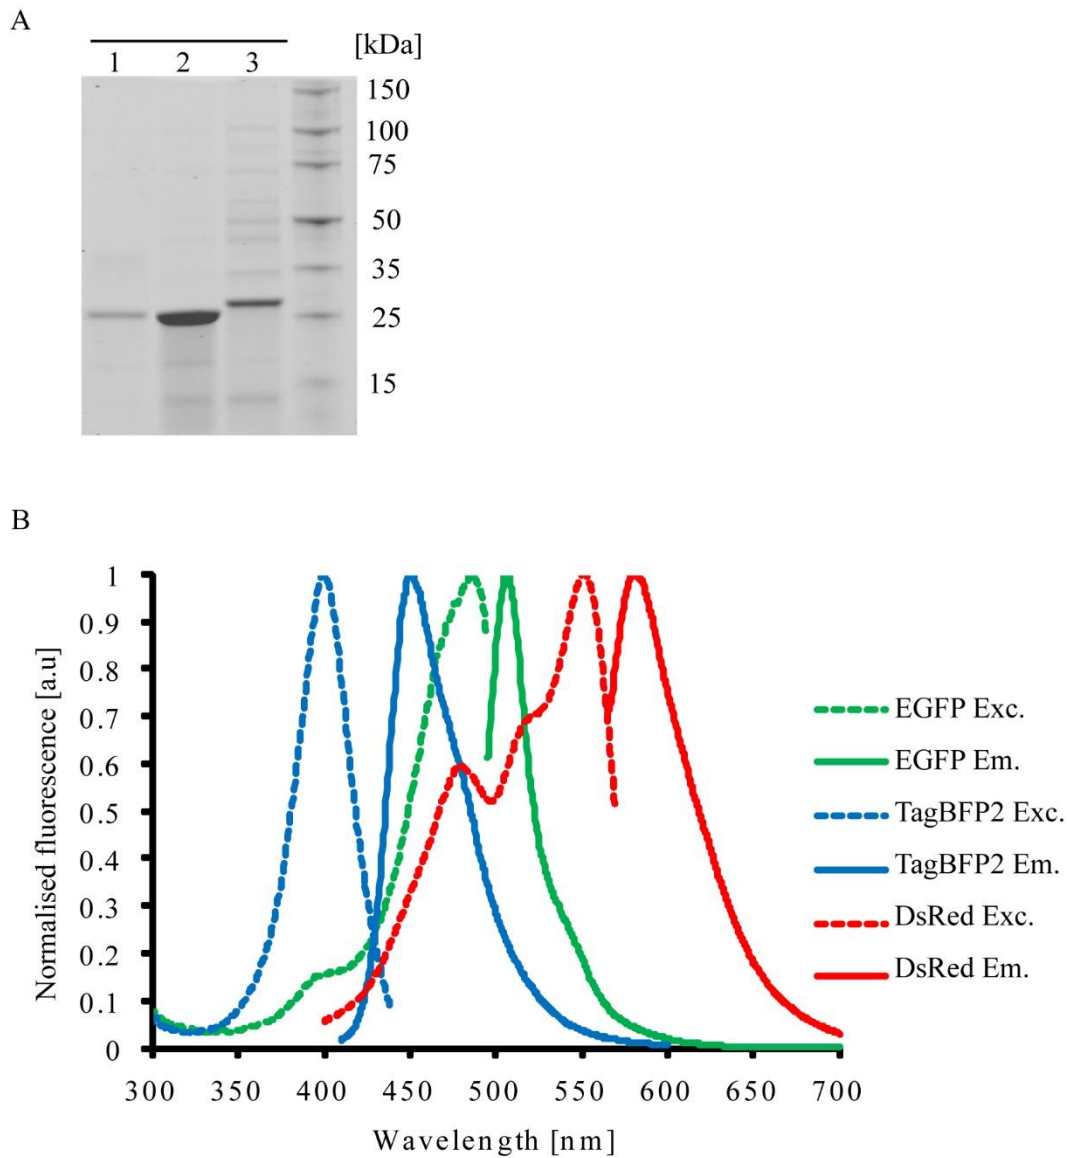 A
[kDa]
1 2 3
150
100
75
50
35
25
15
B
1
0.9
0.8
0.7
0.6
0.5
0.4
0.3
0.2
0.1
0
Normalised fluorescence [a.u]
300 350 400 450 500 550 600 650 700
Wavelength [nm]
EGFP Exc.
EGFP Em.
TagBFP2 Exc.
TagBFP2 Em.
DsRed Exc.
DsRed Em.